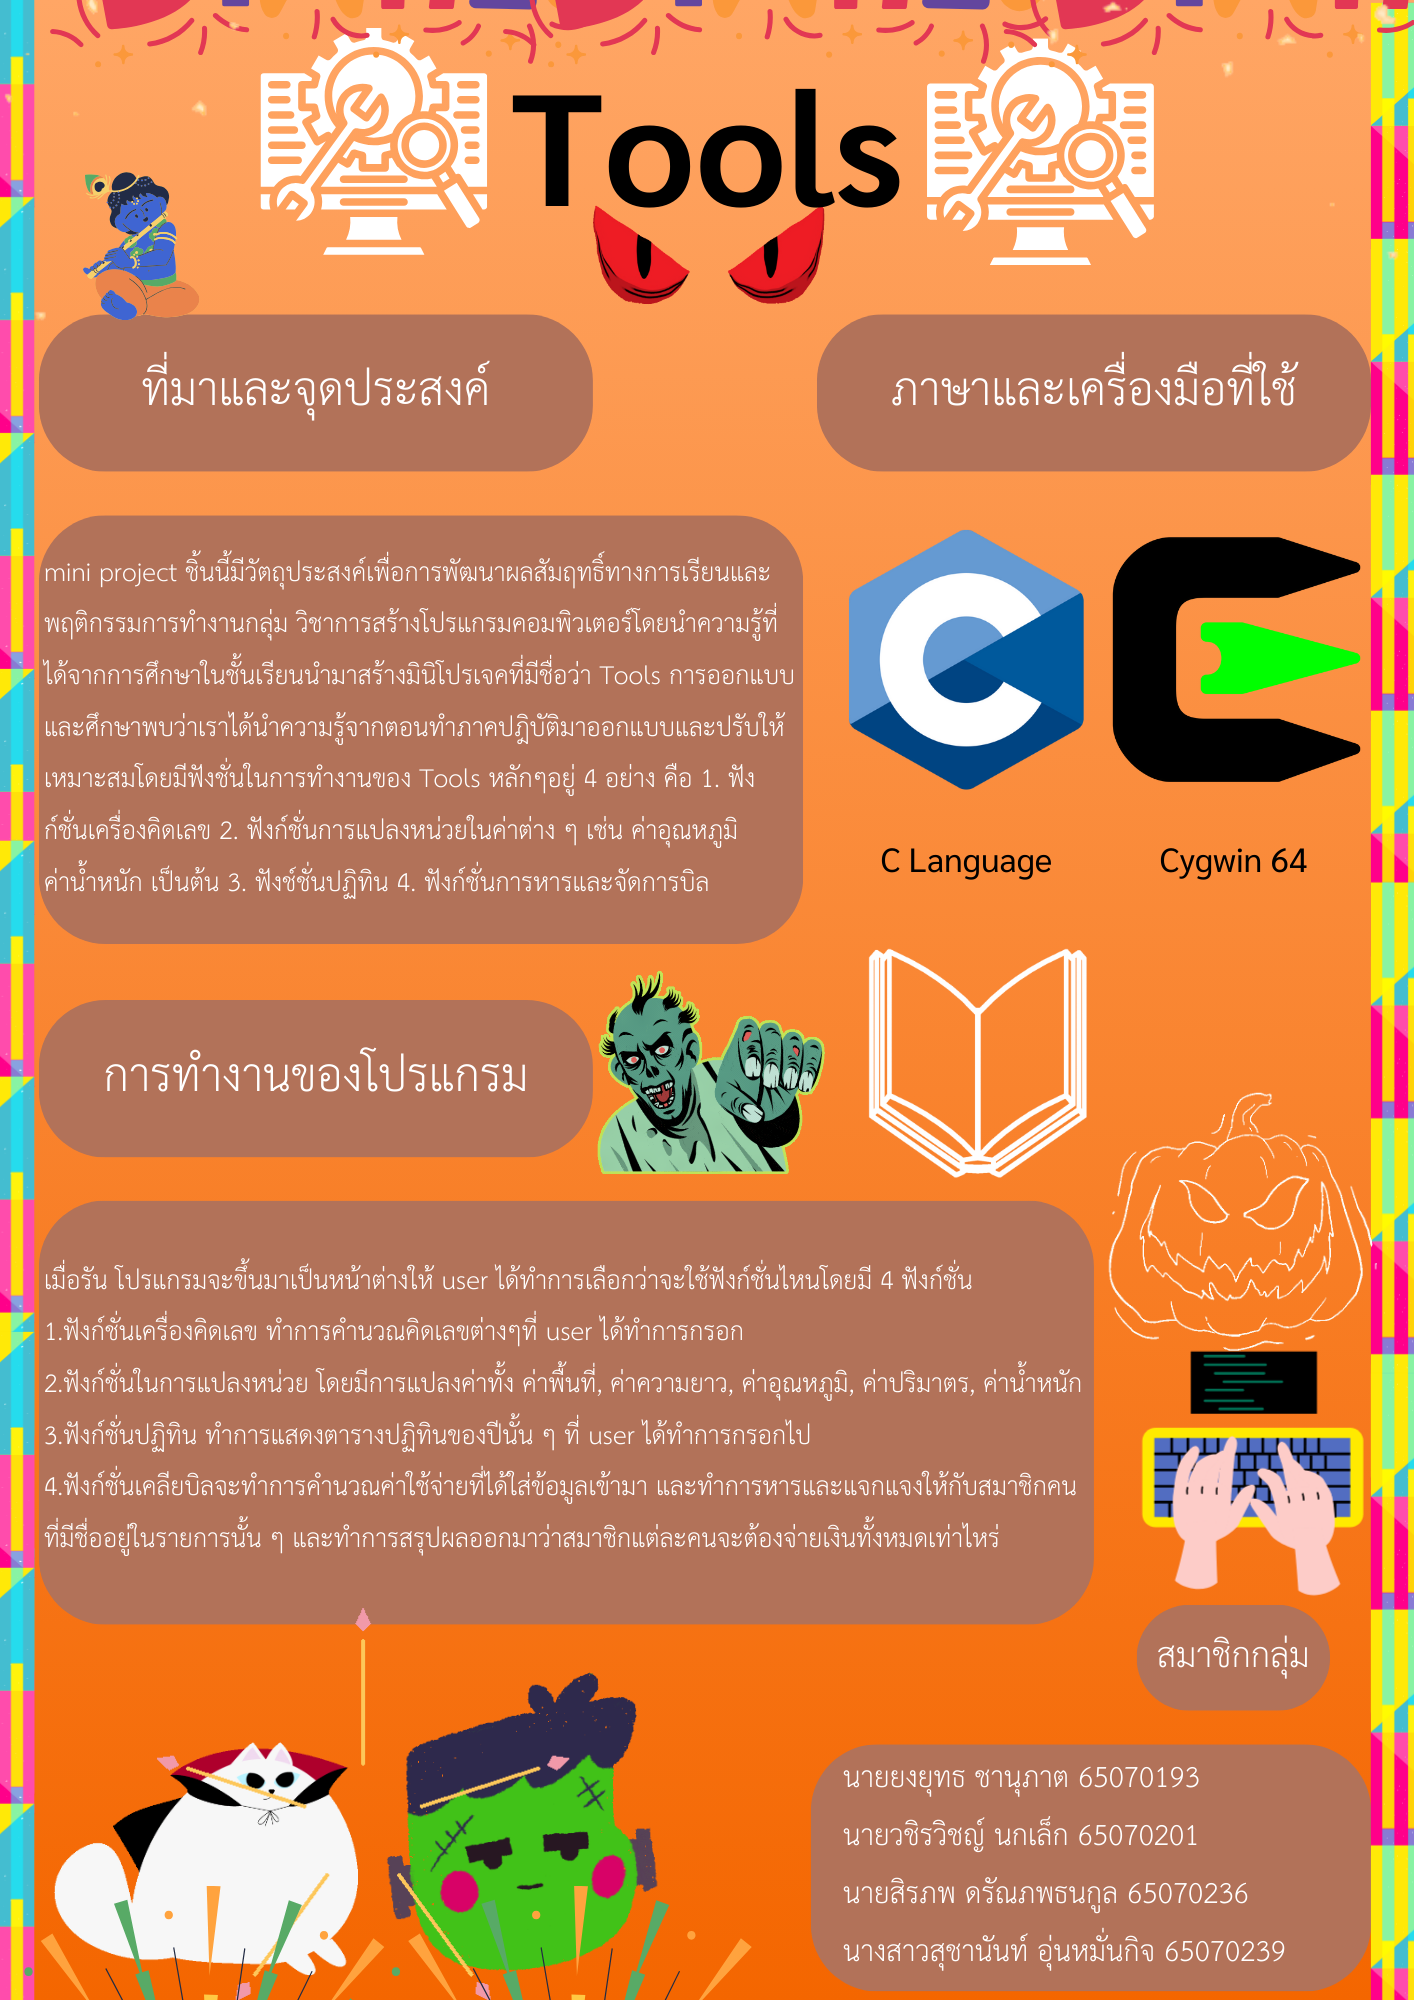 Tools
ที่มาและจุดประสงค์
mini project ชิ้นนี้มีวัตถุประสงค์เพื่อการพัฒนาผลสัมฤทธิ์ทางการเรียนและ
พฤติกรรมการทำงานกลุ่ม วิชาการสร้างโปรแกรมคอมพิวเตอร์โดยนำความรู้ที่
ได้จากการศึกษาในชั้นเรียนนำมาสร้างมินิโปรเจคที่มีชื่อว่า Tools การออกแบบ
และศึกษาพบว่าเราได้นำความรู้จากตอนทำภาคปฎิบัติมาออกแบบและปรับให้
เหมาะสมโดยมีฟังชั่นในการทำงานของ Tools หลักๆอยู่ 4 อย่าง คือ 1. ฟัง
ก์ชั่นเครื่องคิดเลข 2. ฟังก์ชั่นการแปลงหน่วยในค่าต่าง ๆ เช่น ค่าอุณหภูมิ
ค่าน้ำหนัก เป็นต้น 3. ฟังช์ชั่นปฏิทิน 4. ฟังก์ชั่นการหารและจัดการบิล
ภาษาและเครื่องมือที่ใช้
C Language
Cygwin 64
การทำงานของโปรแกรม
เมื่อรัน โปรแกรมจะขึ้นมาเป็นหน้าต่างให้ user ได้ทำการเลือกว่าจะใช้ฟังก์ชั่นไหนโดยมี 4 ฟังก์ชั่น
1.ฟังก์ชั่นเครื่องคิดเลข ทำการคำนวณคิดเลขต่างๆที่ user ได้ทำการกรอก
2.ฟังก์ชั่นในการแปลงหน่วย โดยมีการแปลงค่าทั้ง ค่าพื้นที่, ค่าความยาว, ค่าอุณหภูมิ, ค่าปริมาตร, ค่าน้ำหนัก
3.ฟังก์ชั่นปฏิทิน ทำการแสดงตารางปฏิทินของปีนั้น ๆ ที่ user ได้ทำการกรอกไป
4.ฟังก์ชั่นเคลียบิลจะทำการคำนวณค่าใช้จ่ายที่ได้ใส่ข้อมูลเข้ามา และทำการหารและแจกแจงให้กับสมาชิกคน
ที่มีชื่ออยู่ในรายการนั้น ๆ และทำการสรุปผลออกมาว่าสมาชิกแต่ละคนจะต้องจ่ายเงินทั้งหมดเท่าไหร่
สมาชิกกลุ่ม
นายยงยุทธ ชานุภาต 65070193
นายวชิรวิชญ์ นกเล็ก 65070201
นายสิรภพ ดรัณภพธนกูล 65070236
นางสาวสุชานันท์ อุ่นหมั่นกิจ 65070239